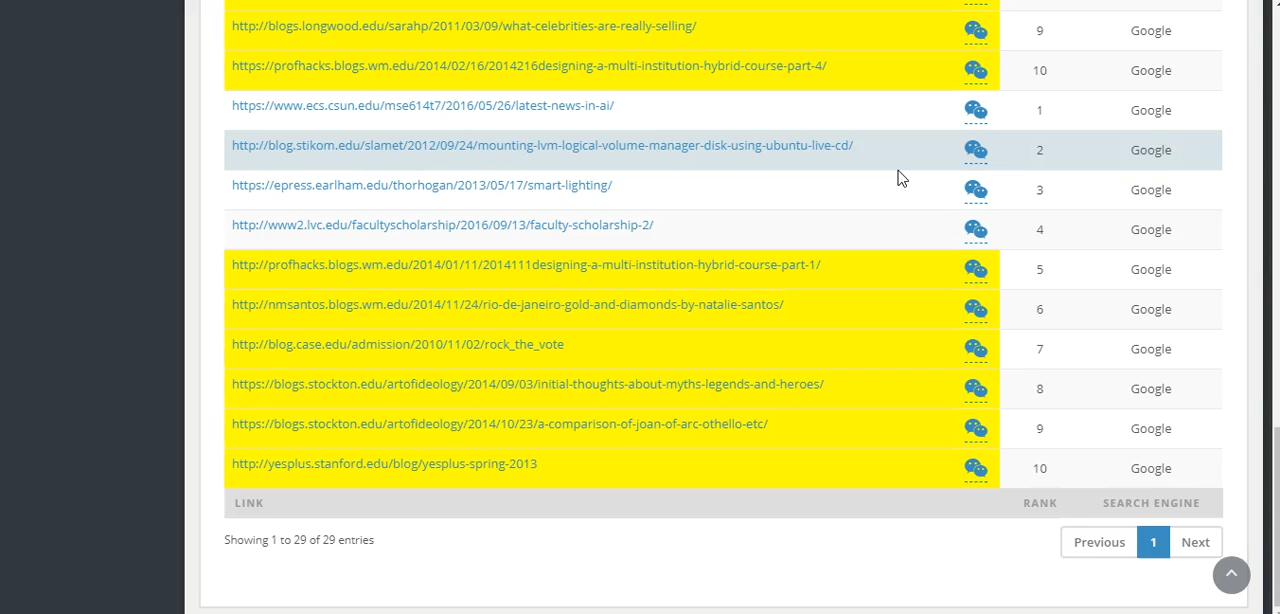 http://blogs.longwood.edu/sarahp/2011/03/09/what-celebrities-are-really-selling/ 9 Google
https://profhacks.blogs.wm.edu/2014/02/16/2014216designing-a-multi-institution-hybrid-course-part-4/ 10 Google
https://www.ecs.csun.edu/mse614t7/2016/05/26/latest-news-in-ai/ 1 Google
http://blog.stikom.edu/slamet/2012/09/24/mounting-lvm-logical-volume-manager-disk-using-ubuntu-live-cd/ 2 Google
https://epress.earlham.edu/thorhogan/2013/05/17/smart-lighting/ 3 Google
http://www2.lvc.edu/facultyscholarship/2016/09/13/faculty-scholarship-2/ 4 Google
http://profhacks.blogs.wm.edu/2014/01/11/2014111designing-a-multi-institution-hybrid-course-part-1/ 5 Google
http://nmsantos.blogs.wm.edu/2014/11/24/rio-de-janeiro-gold-and-diamonds-by-natalie-santos/ 6 Google
http://blog.case.edu/admission/2010/11/02/rock_the_vote 7 Google
https://blogs.stockton.edu/artofideology/2014/09/03/initial-thoughts-about-myths-legends-and-heroes/ 8 Google
https://blogs.stockton.edu/artofideology/2014/10/23/a-comparison-of-joan-of-arc-othello-etc/ 9 Google
http://yesplus.stanford.edu/blog/yesplus-spring-2013 10 Google
LINK RANK SEARCH ENGINE
Showing 1 to 29 of 29 entries Previous 1 Next